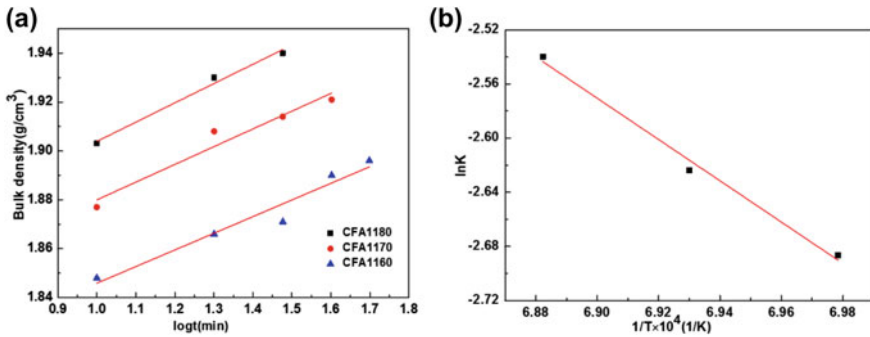 (a)
Bulk density(g/cm³)
1.94
1.92
1.90
1.88
1.86
1.84
0.9 1.0 1.1 1.2 1.3 1.4 1.5 1.6 1.7 1.8
logt(min)
CFA1180
CFA1170
CFA1160
(b)
lnK
-2.52
-2.56
-2.60
-2.64
-2.68
-2.72
6.88 6.90 6.92 6.94 6.96 6.98
1/T×10⁴(1/K)